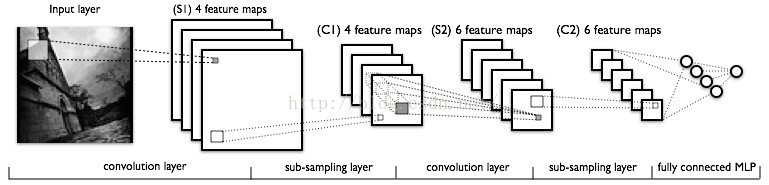 Input layer
(S1) 4 feature maps
(C1) 4 feature maps
(S2) 6 feature maps
(C2) 6 feature maps
convolution layer
sub-sampling layer
convolution layer
sub-sampling layer
fully connected MLP